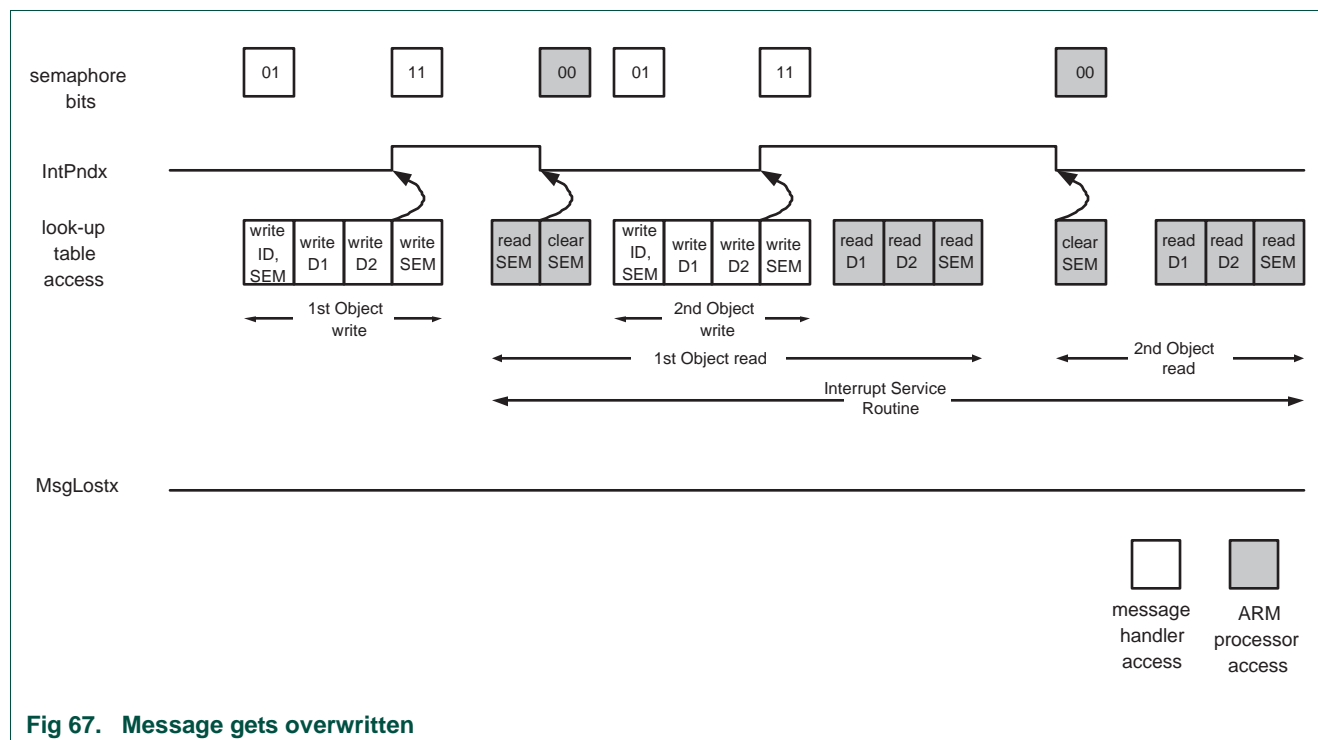 semaphore
bits
01
11
00
01
11
00
IntPndx
look-up
table
access
write
ID,
SEM
write
D1
write
D2
write
SEM
read
SEM
clear
SEM
write
ID,
SEM
write
D1
write
D2
write
SEM
read
D1
read
D2
read
SEM
clear
SEM
read
D1
read
D2
read
SEM
1st Object
write
2nd Object
write
1st Object read
2nd Object
read
Interrupt Service
Routine
MsgLostx
message
handler
access
ARM
processor
access
Fig 67. Message gets overwritten